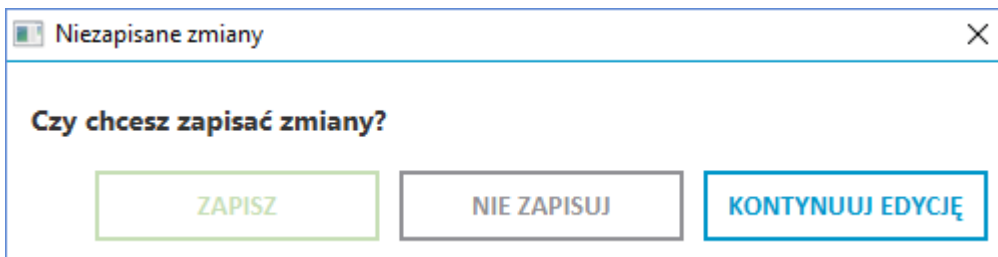 Niezapisane zmiany
Czy chcesz zapisać zmiany?
ZAPISZ NIE ZAPISUJ KONTYNUUJ EDYCJĘ